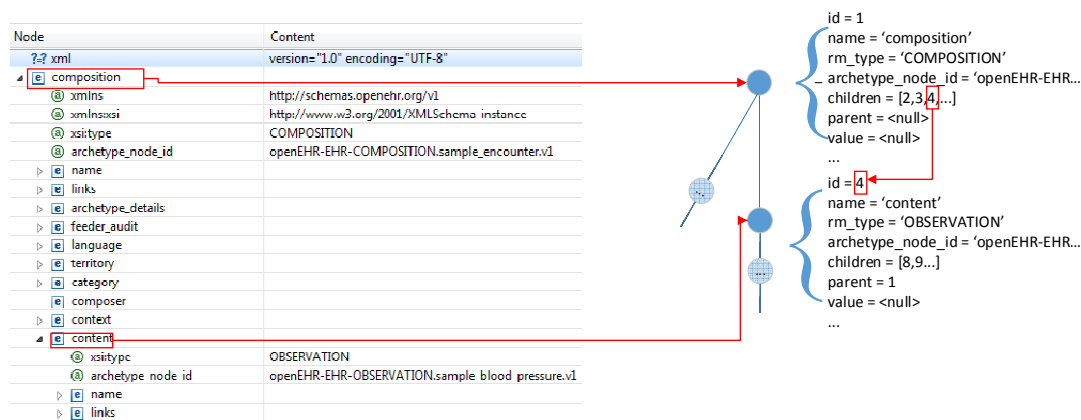 Node Content
?=? xml version="1.0" encoding="UTF-8"
e composition
a xmlns http://schemas.openehr.org/v1
a xmlns:xsi http://www.w3.org/2001/XMLSchema-instance
a xsi:type COMPOSITION
a archetype_node_id openEHR-EHR-COMPOSITION.sample_encounter.v1
e name
e links
e archetype_details
e feeder_audit
e language
e territory
e category
e composer
e context
e content
a xsi:type OBSERVATION
a archetype_node_id openEHR-EHR-OBSERVATION.sample_blood_pressure.v1
e name
e links
...
...
id = 1
name = ‘composition’
rm_type = ‘COMPOSITION’
archetype_node_id = ‘openEHR-EHR...
children = [2,3,4,...]
parent = <null>
value = <null>
...
id = 4
name = ‘content’
rm_type = ‘OBSERVATION’
archetype_node_id = ‘openEHR-EHR...
children = [8,9...]
parent = 1
value = <null>
...